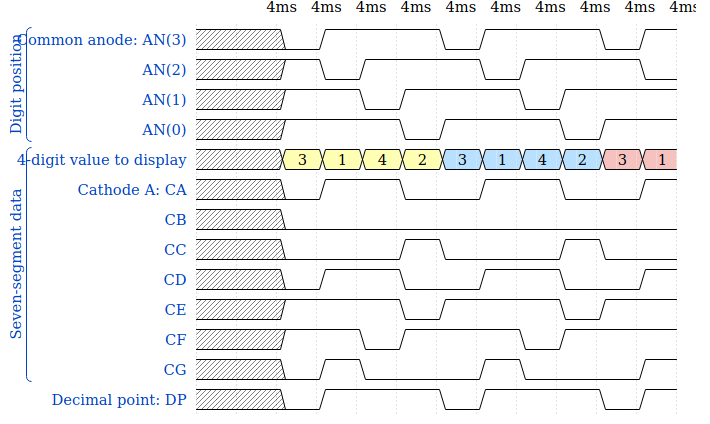 4ms 4ms 4ms 4ms 4ms 4ms 4ms 4ms 4ms 4ms
Digit position
Common anode: AN(3)
AN(2)
AN(1)
AN(0)
4-digit value to display 3 1 4 2 3 1 4 2 3 1
Seven-segment data
Cathode A: CA
CB
CC
CD
CE
CF
CG
Decimal point: DP